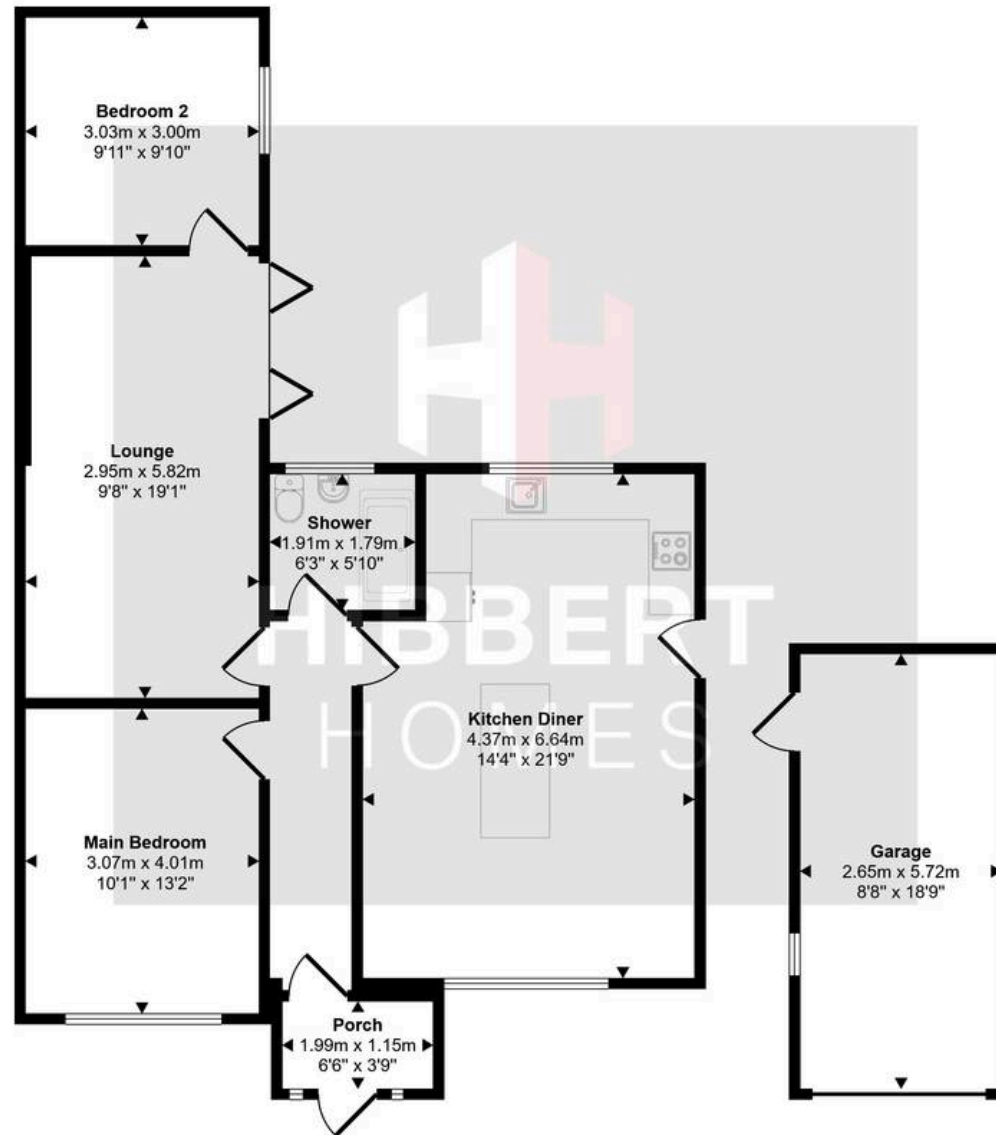 Bedroom 2
3.03m x 3.00m
9'11" x 9'10"
Lounge
2.95m x 5.82m
9'8" x 19'1"
Shower
1.91m x 1.79m
6'3" x 5'10"
HIBBERT
HOMES
Kitchen Diner
4.37m x 6.64m
14'4" x 21'9"
Main Bedroom
3.07m x 4.01m
10'1" x 13'2"
Garage
2.65m x 5.72m
8'8" x 18'9"
Porch
1.99m x 1.15m
6'6" x 3'9"